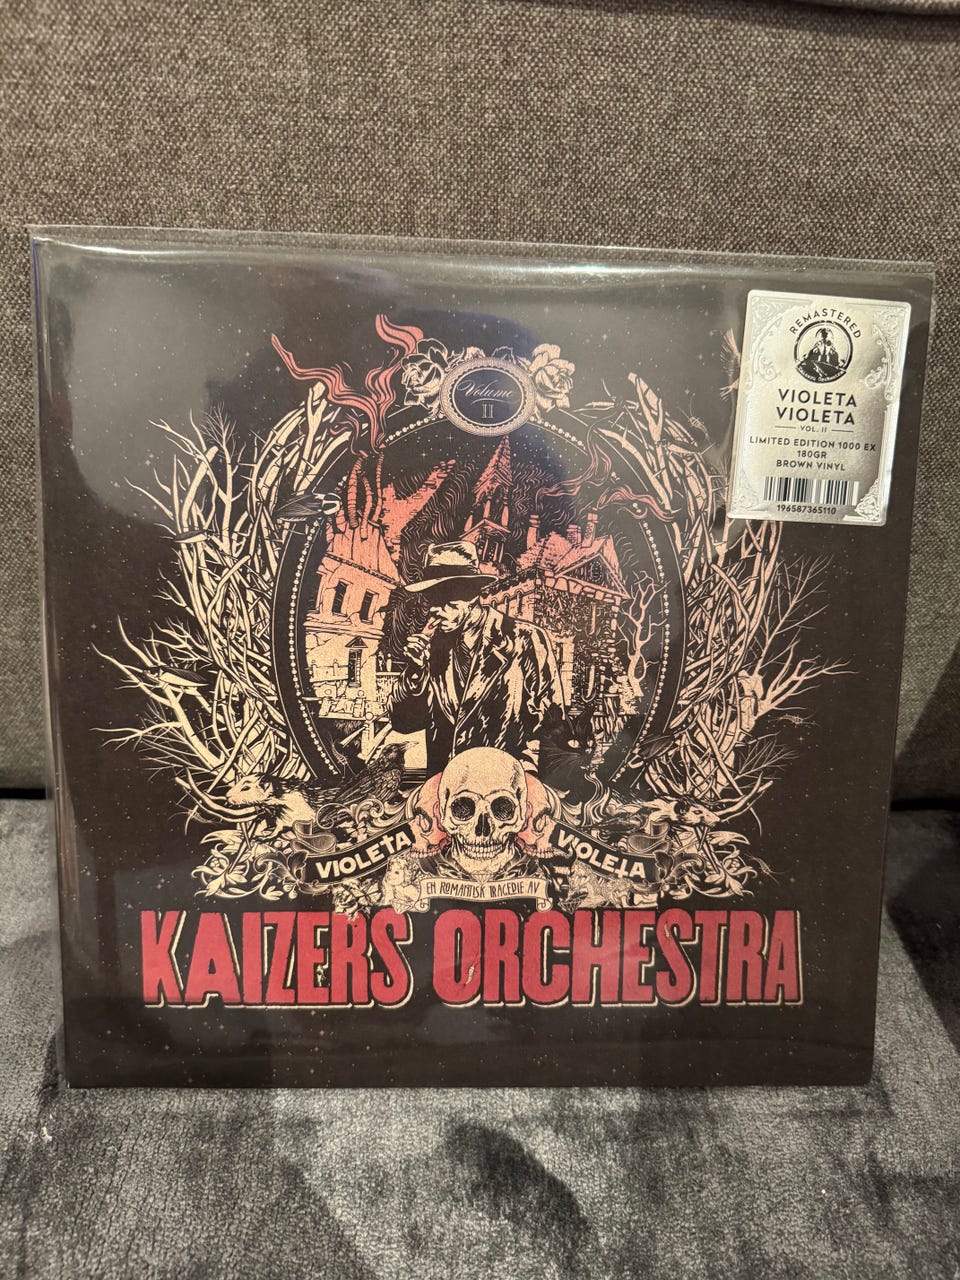 Volume
II
REMASTERED
VIOLETA
VIOLETA
VOL. II
LIMITED EDITION 1000 EX
180GR
BROWN VINYL
196587365110
VIOLETA
VIOLETA
EN ROMANTISK TRAGEDIE AV
KAIZERS ORCHESTRA